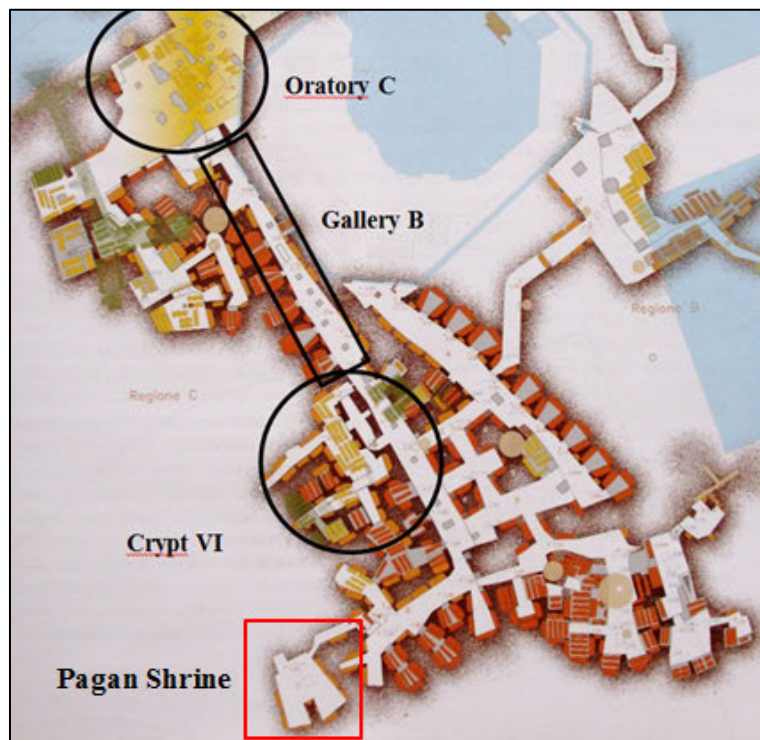 Oratory C
Gallery B
Regione B
Regione C
Crypt VI
Pagan Shrine